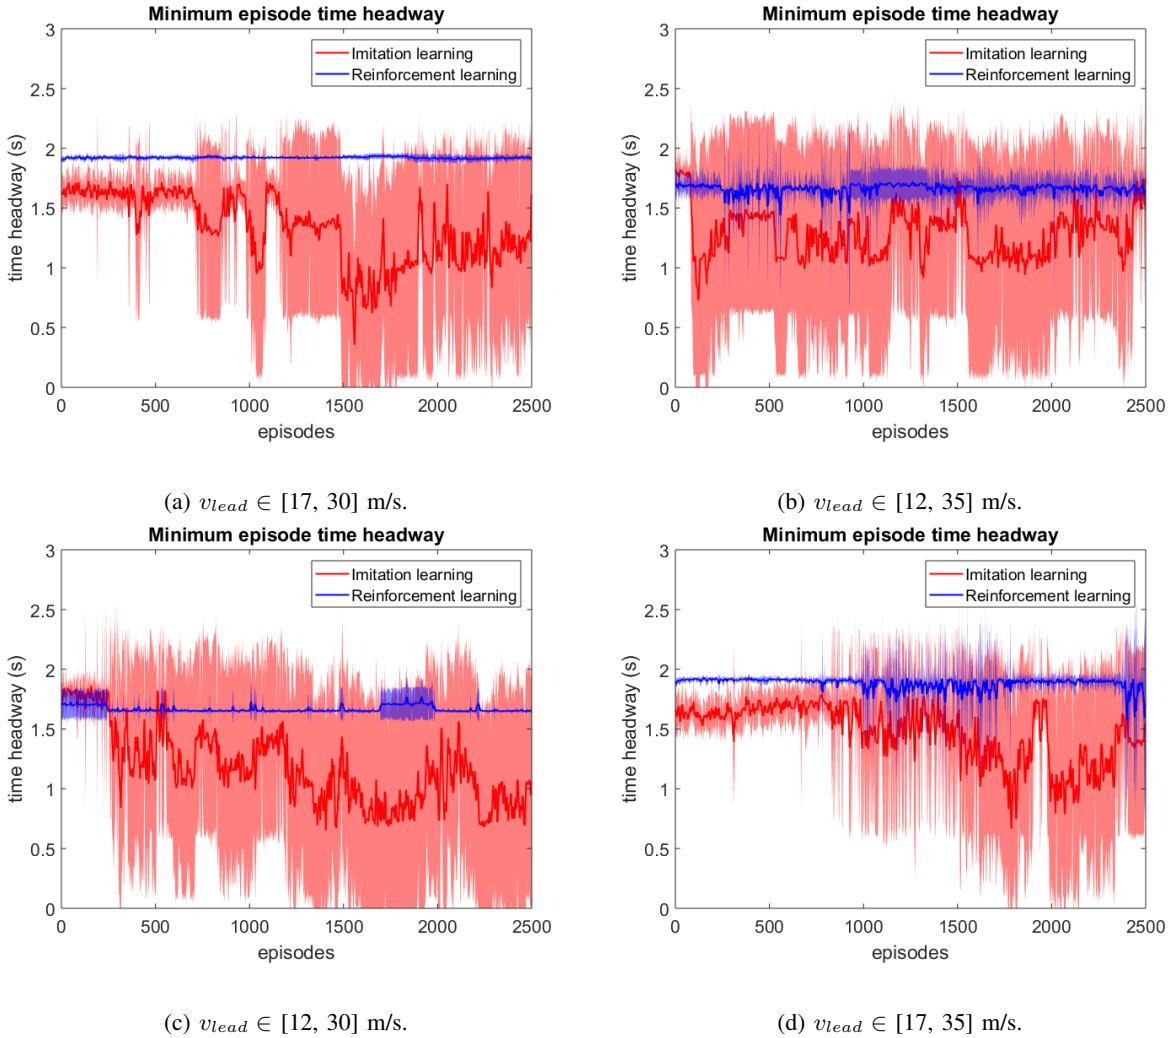 Minimum episode time headway
3
2.5
2
1.5
1
0.5
0
time headway (s)
Imitation learning
Reinforcement learning
0 500 1000 1500 2000 2500
episodes
(a) v_lead ∈ [17, 30] m/s.
Minimum episode time headway
3
2.5
2
1.5
1
0.5
0
time headway (s)
Imitation learning
Reinforcement learning
0 500 1000 1500 2000 2500
episodes
(b) v_lead ∈ [12, 35] m/s.
Minimum episode time headway
3
2.5
2
1.5
1
0.5
0
time headway (s)
Imitation learning
Reinforcement learning
0 500 1000 1500 2000 2500
episodes
(c) v_lead ∈ [12, 30] m/s.
Minimum episode time headway
3
2.5
2
1.5
1
0.5
0
time headway (s)
Imitation learning
Reinforcement learning
0 500 1000 1500 2000 2500
episodes
(d) v_lead ∈ [17, 35] m/s.